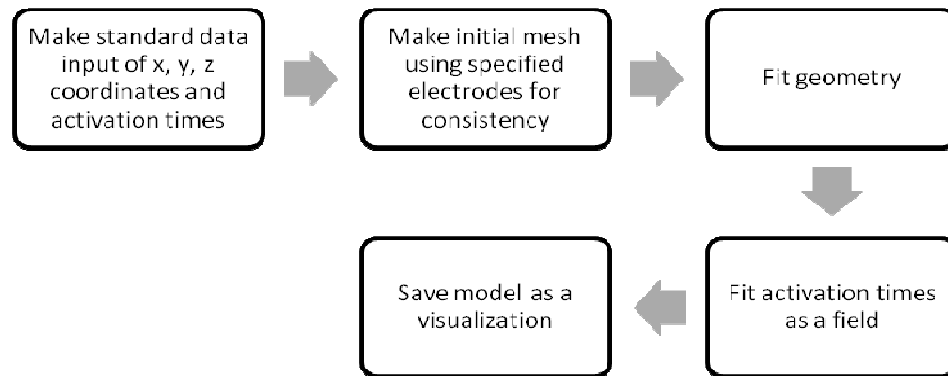 Make standard data
input of x, y, z
coordinates and
activation times
Make initial mesh
using specified
electrodes for
consistency
Fit geometry
Fit activation times
as a field
Save model as a
visualization